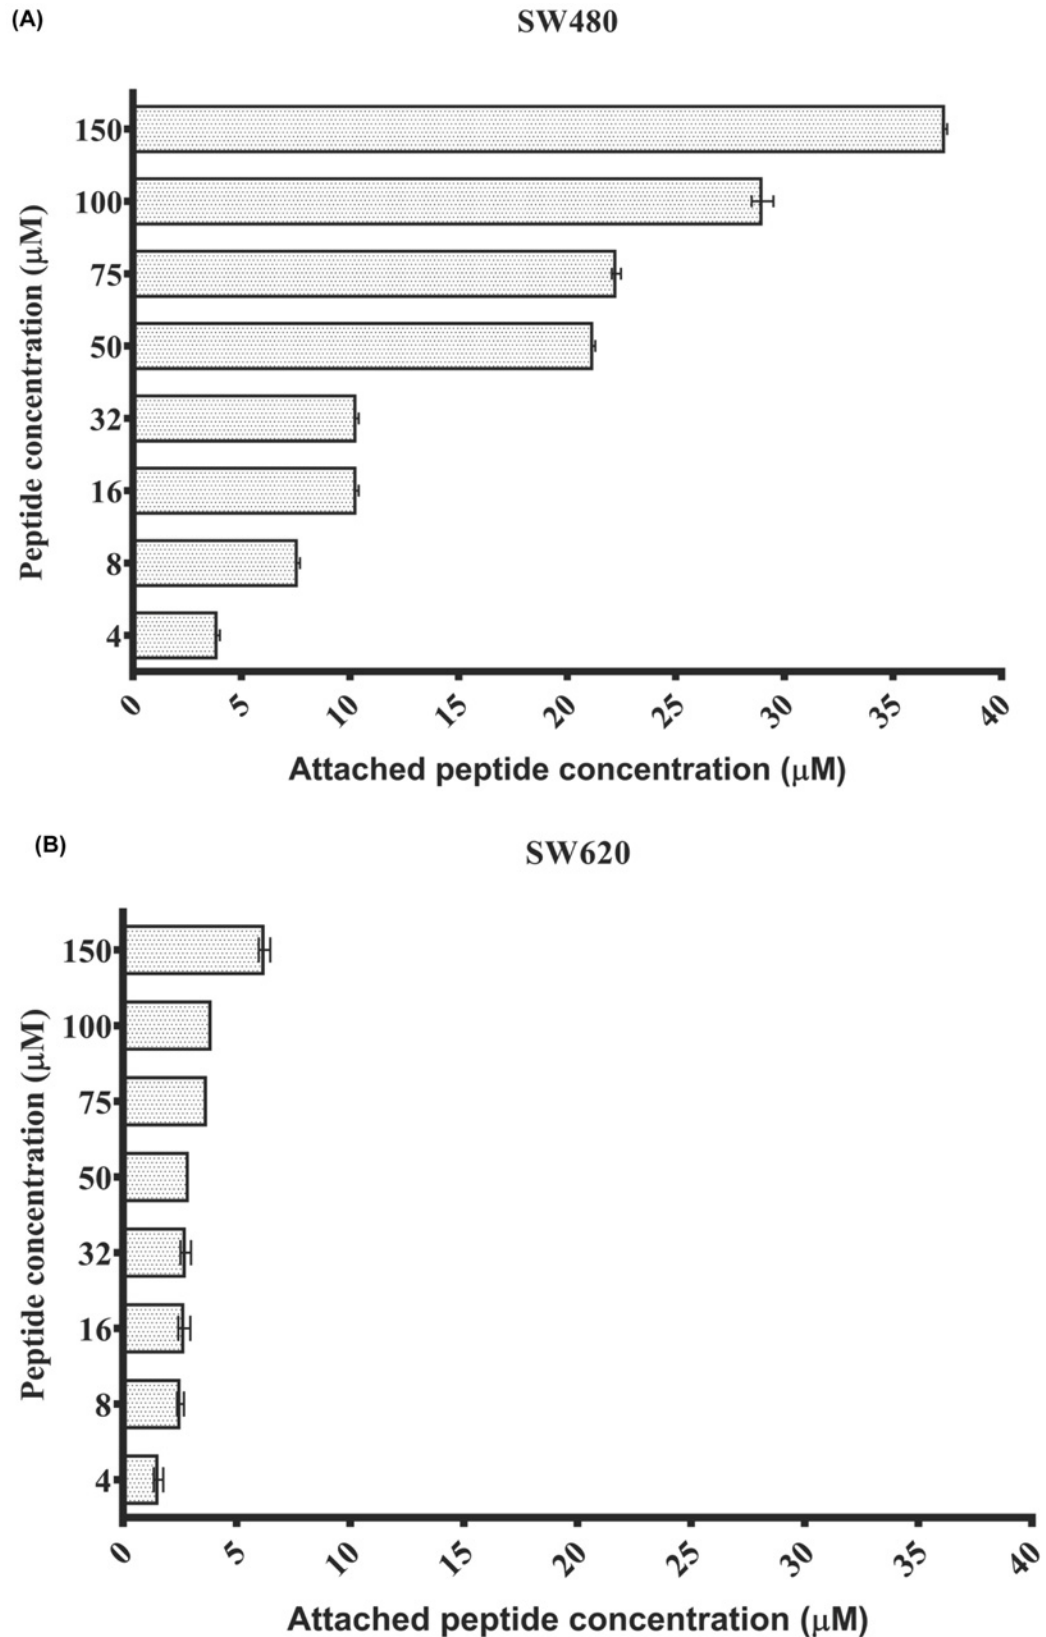 (A)
SW480
Peptide concentration (μM)
150
100
75
50
32
16
8
4
0 5 10 15 20 25 30 35 40
Attached peptide concentration (μM)
(B)
SW620
Peptide concentration (μM)
150
100
75
50
32
16
8
4
0 5 10 15 20 25 30 35 40
Attached peptide concentration (μM)